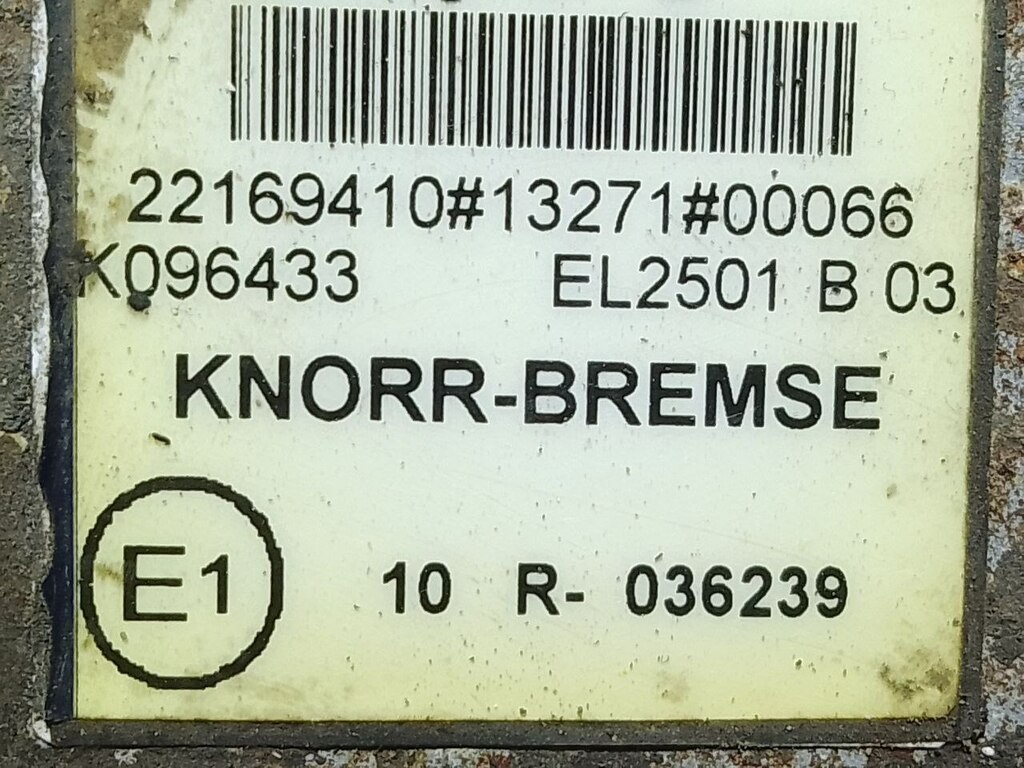 22169410#13271#00066
K096433 EL2501 B 03
KNORR-BREMSE
E1 10 R- 036239